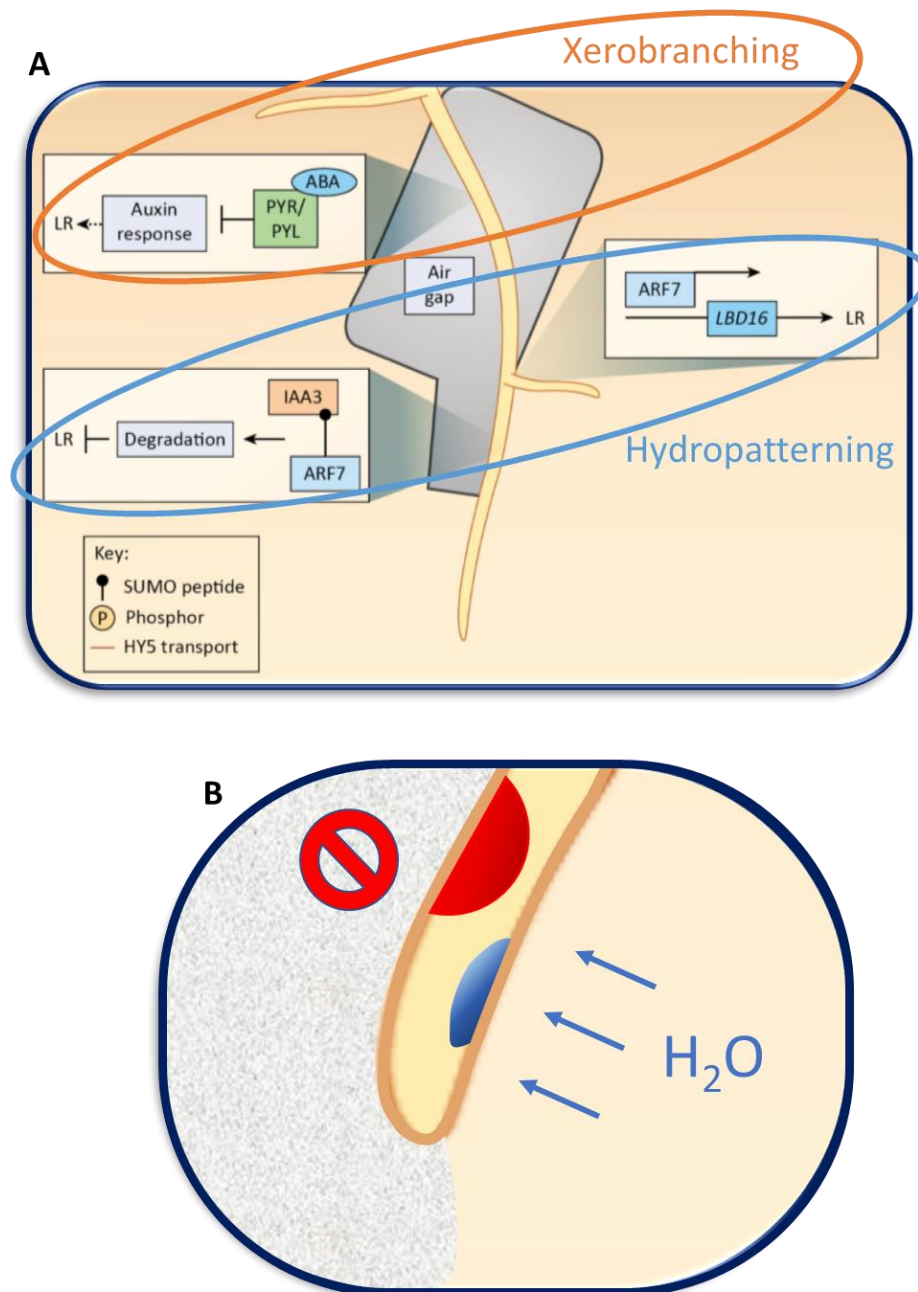 A
Xerobranching
ABA
LR
Auxin
response
PYR/
PYL
Air
gap
ARF7
LBD16
LR
IAA3
LR
Degradation
ARF7
Hydropatterning
Key:
SUMO peptide
P
Phosphor
HY5 transport
B
H₂O